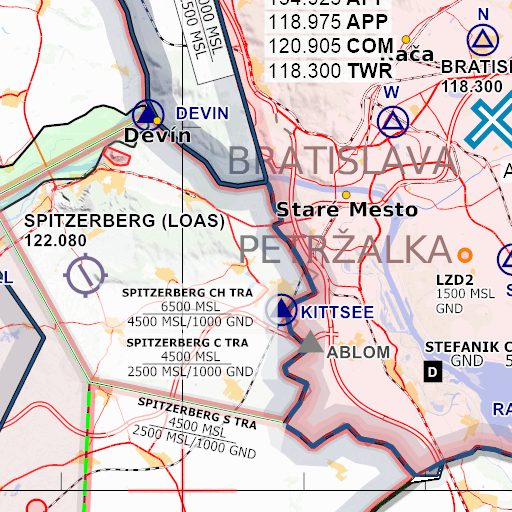 118.975 APP
120.905 COM
118.300 TWR
Rača
N
BRATIS
118.300
W
DEVIN
Devín
BRATISLAVA
Stare Mesto
SPITZERBERG (LOAS)
122.080
PETRŽALKA
LZD2
1500 MSL
GND
SPITZERBERG CH TRA
6500 MSL
4500 MSL/1000 GND
KITTSEE
SPITZERBERG C TRA
4500 MSL
2500 MSL/1000 GND
ABLOM
STEFANIK C
GND
D
SPITZERBERG S TRA
4500 MSL
2500 MSL/1000 GND
RA